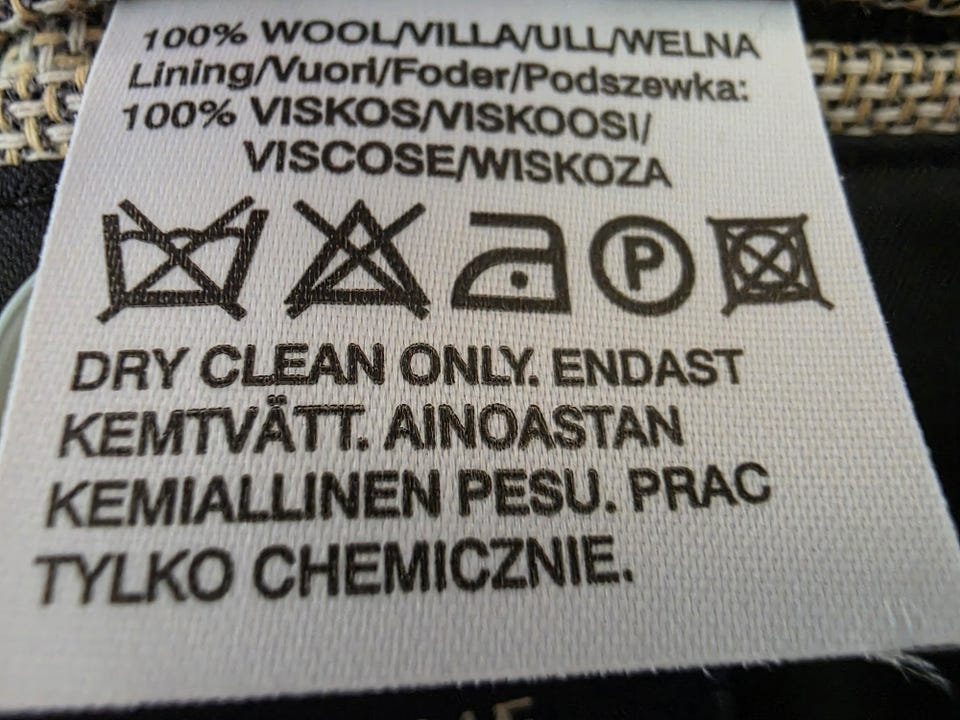 100% WOOL/VILLA/ULL/WELNA
Lining/Vuori/Foder/Podszewka:
100% VISKOS/VISKOOSI/
VISCOSE/WISKOZA
P
DRY CLEAN ONLY. ENDAST
KEMTVÄTT. AINOASTAN
KEMIALLINEN PESU. PRAC
TYLKO CHEMICZNIE.